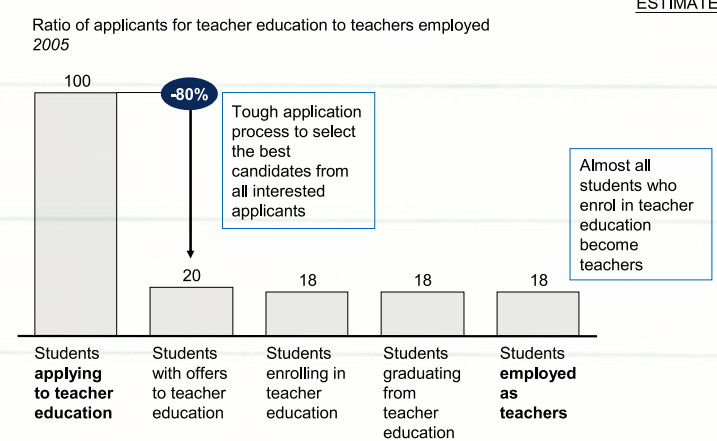 ESTIMATE
Ratio of applicants for teacher education to teachers employed
2005
100
-80%
Tough application
process to select
the best
candidates from
all interested
applicants
Almost all
students who
enrol in teacher
education
become
teachers
20
18
18
18
Students
applying
to teacher
education
Students
with offers
to teacher
education
Students
enrolling in
teacher
education
Students
graduating
from
teacher
education
Students
employed
as
teachers